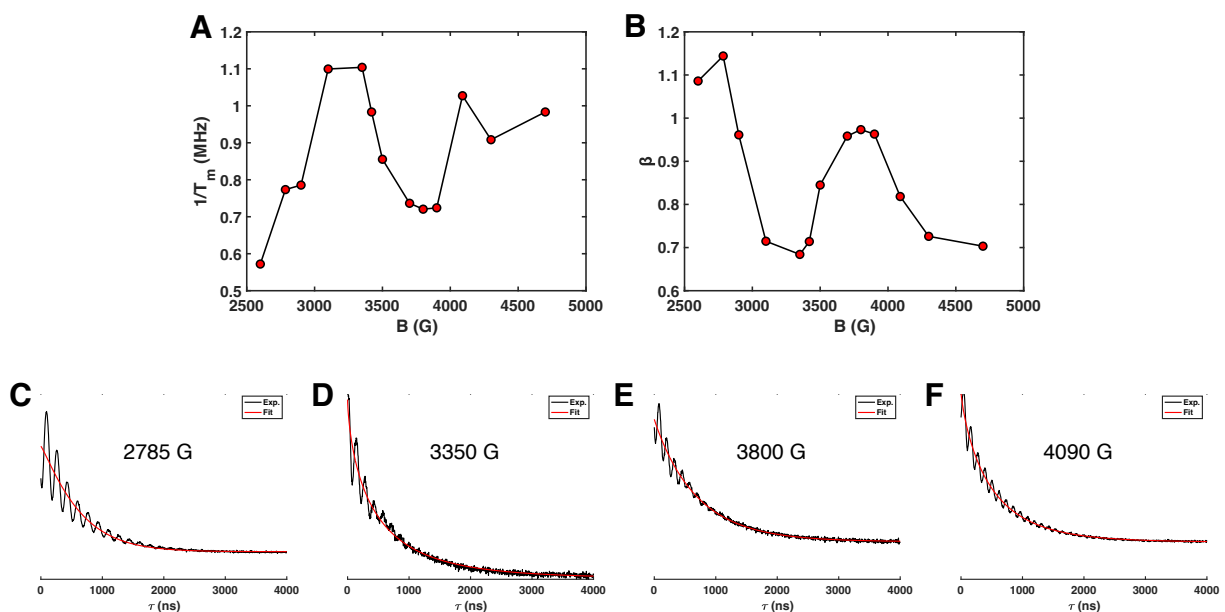 A
1/Tm (MHz)
1.2
1.1
1
0.9
0.8
0.7
0.6
0.5
2500 3000 3500 4000 4500 5000
B (G)
B
β
1.2
1.1
1
0.9
0.8
0.7
0.6
2500 3000 3500 4000 4500 5000
B (G)
C
Exp.
Fit
2785 G
0 1000 2000 3000 4000
τ (ns)
D
Exp.
Fit
3350 G
0 1000 2000 3000 4000
τ (ns)
E
Exp.
Fit
3800 G
0 1000 2000 3000 4000
τ (ns)
F
Exp.
Fit
4090 G
0 1000 2000 3000 4000
τ (ns)